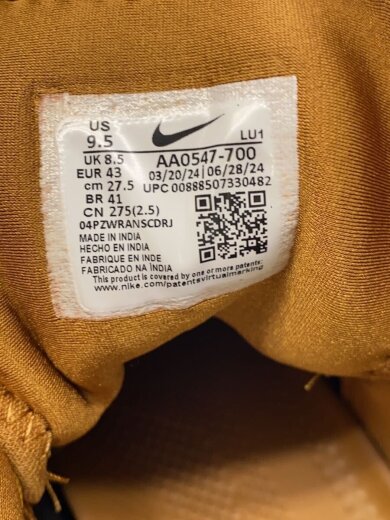 US
9.5
LU1
UK 8.5 AA0547-700
EUR 43 03/20/24 | 06/28/24
cm 27.5 UPC 00888507330482
BR 41
CN 275(2.5)
04PZWRANSCDRJ
MADE IN INDIA
HECHO EN INDIA
FABRIQUE EN INDE
FABRICADO NA ÍNDIA
This product is covered by one or more patents:
www.nike.com/patentsvirtualmarking